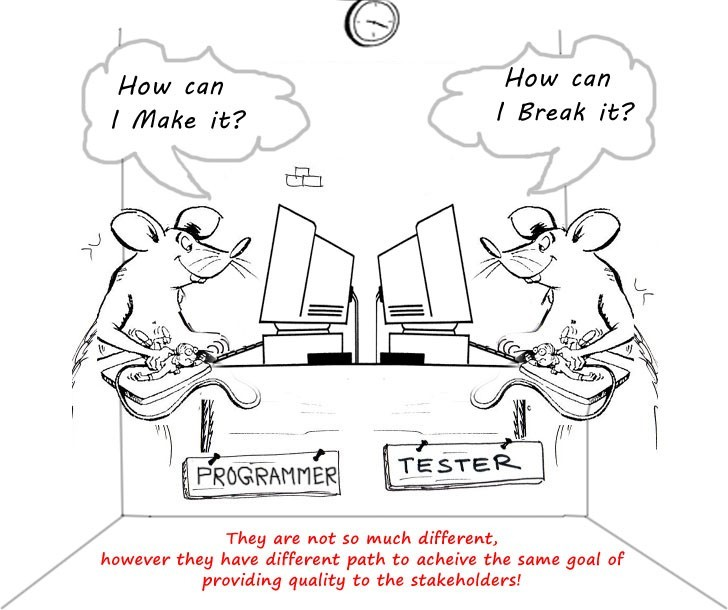 How can
I Make it?
How can
I Break it?
PROGRAMMER
TESTER
They are not so much different,
however they have different path to acheive the same goal of
providing quality to the stakeholders!